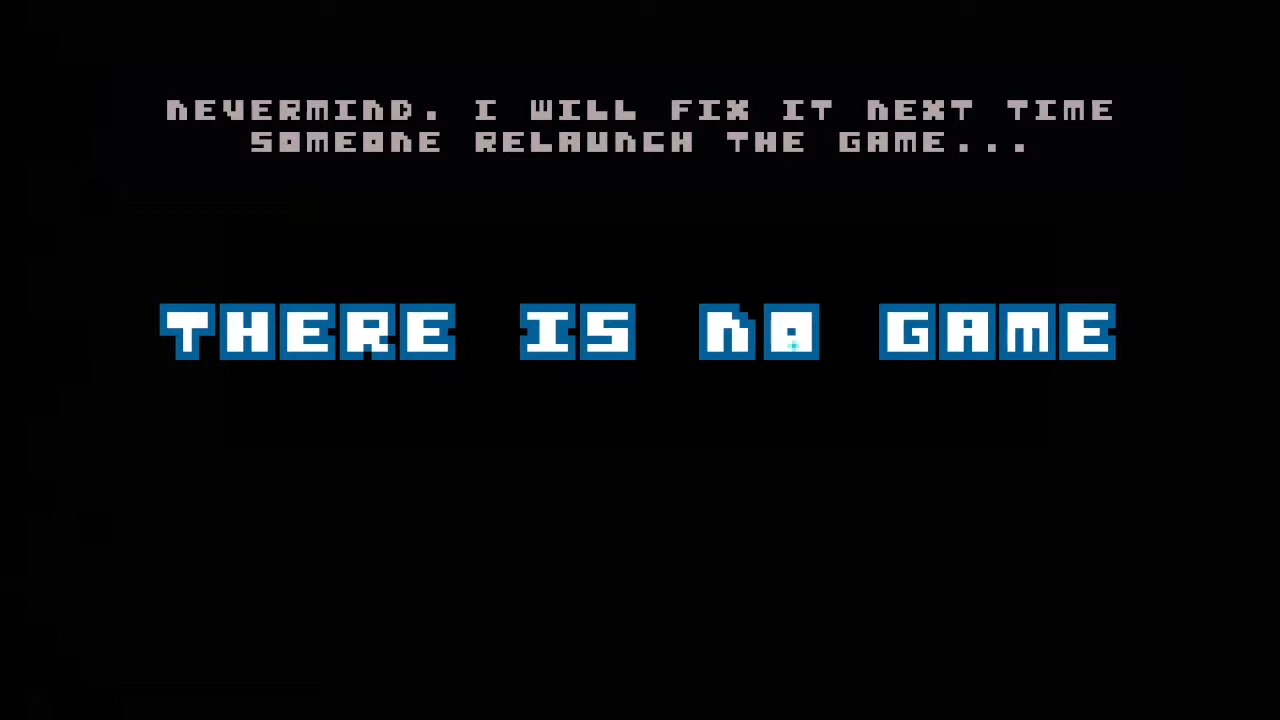 NEVERMIND. I WILL FIX IT NEXT TIME
SOMEONE RELAUNCH THE GAME...
THERE IS NO GAME